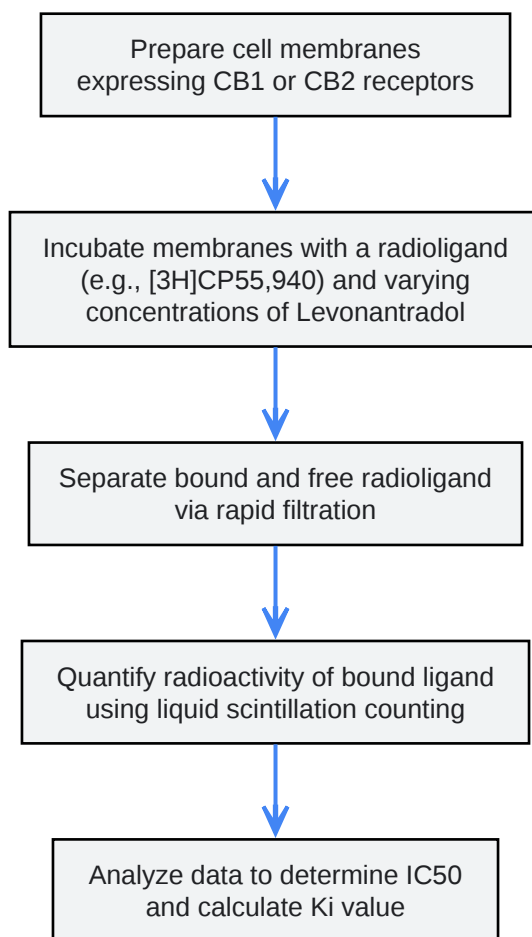 Prepare cell membranes
expressing CB1 or CB2 receptors
Incubate membranes with a radioligand
(e.g., [3H]CP55,940) and varying
concentrations of Levonantradol
Separate bound and free radioligand
via rapid filtration
Quantify radioactivity of bound ligand
using liquid scintillation counting
Analyze data to determine IC50
and calculate Ki value